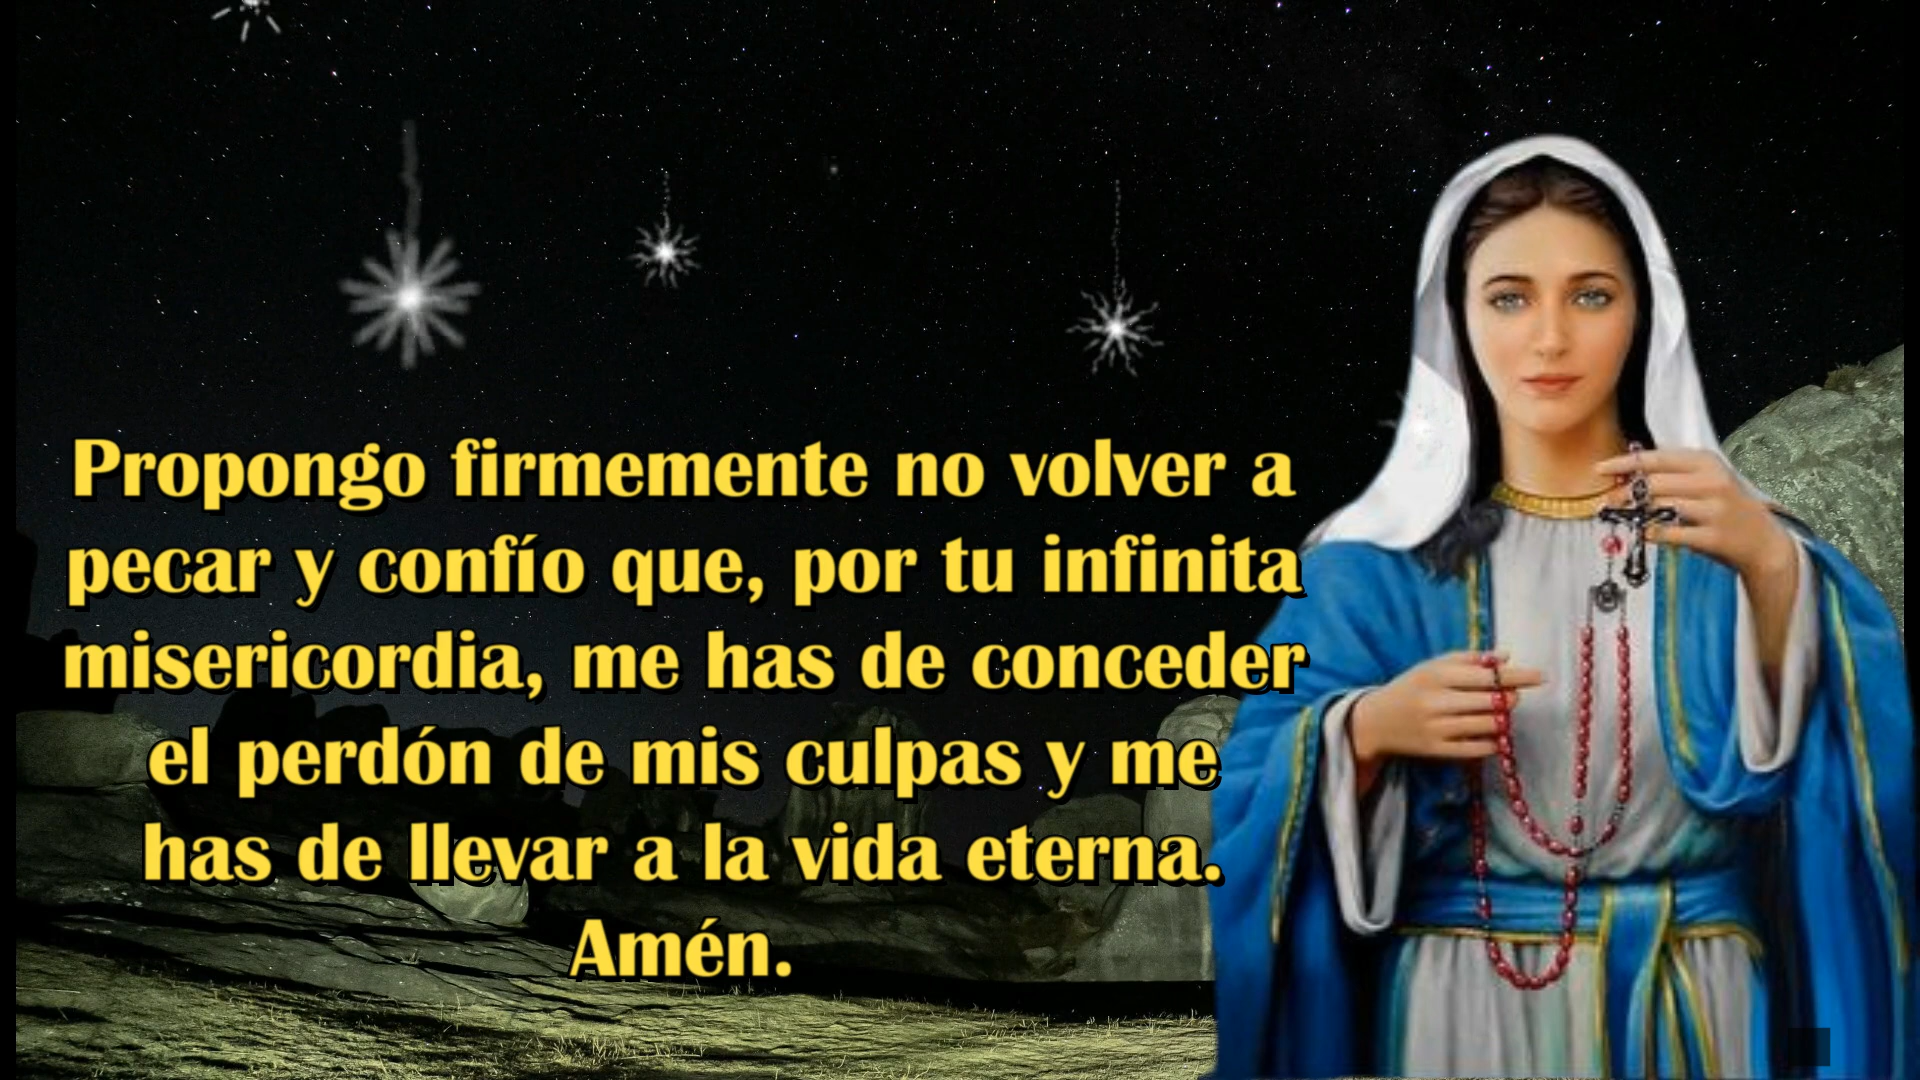 Propongo firmemente no volver a
pecar y confío que, por tu infinita
misericordia, me has de conceder
el perdón de mis culpas y me
has de llevar a la vida eterna.
Amén.